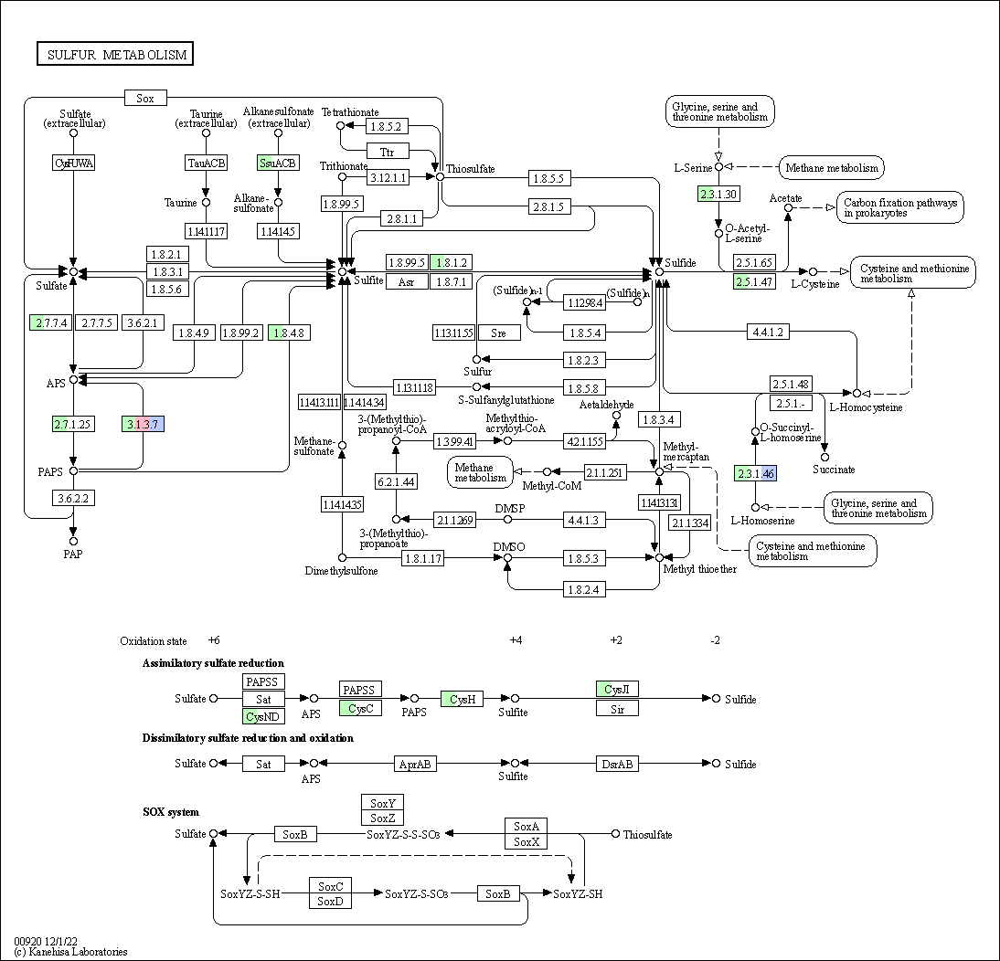 SULFUR METABOLISM
Sox
Sulfate
(extracellular)
Taurine
(extracellular)
Alkanesulfonate
(extracellular)
Tetrathionate
1.8.5.2
Ttr
Glycine, serine and
threonine metabolism
CysPUWA
TauACB
SsuACB
Trithionate
3.12.1.1
Thiosulfate
1.8.5.5
L-Serine
Methane metabolism
Taurine
Alkane-
sulfonate
1.8.99.5
2.8.1.1
2.8.1.5
2.3.1.30
Acetate
Carbon fixation pathways
in prokaryotes
1.14.11.17
1.14.14.5
O-Acetyl-
L-serine
1.8.2.1
1.8.3.1
1.8.5.6
Sulfate
Sulfite
1.8.99.5
1.8.1.2
Asr
1.8.7.1
Sulfide
2.5.1.65
2.5.1.47
L-Cysteine
Cysteine and methionine
metabolism
(Sulfide)n-1
1.12.98.4
(Sulfide)n
2.7.7.4
2.7.7.5
3.6.2.1
1.8.4.9
1.8.99.2
1.8.4.8
1.13.11.55
Sre
1.8.5.4
4.4.1.2
1.8.2.3
Sulfur
APS
1.13.11.18
S-Sulfanylglutathione
1.8.5.8
2.5.1.48
2.5.1.-
L-Homocysteine
1.14.13.111
1.14.14.34
Aetaldehyde
2.7.1.25
3.1.3.7
3-(Methylthio)-
propanoyl-CoA
Methylthio-
acryloyl-CoA
1.8.3.4
O-Succinyl-
L-homoserine
Methane-
sulfonate
1.3.99.41
4.2.1.155
Methyl-
mercaptan
Succinate
PAPS
Methane
metabolism
Methyl-CoM
2.1.1.251
2.3.1.46
6.2.1.44
3.6.2.2
1.14.14.35
1.14.13.131
L-Homoserine
Glycine, serine and
threonine metabolism
DMSP
2.1.1.269
4.4.1.3
2.1.1.334
3-(Methylthio)-
propanoate
PAP
Dimethylsulfone
1.8.1.17
DMSO
1.8.5.3
Methyl thioether
Cysteine and methionine
metabolism
1.8.2.4
Oxidation state +6 +4 +2 -2
Assimilatory sulfate reduction
PAPSS
PAPSS
CysJI
Sulfate
Sat
APS
CysC
PAPS
CysH
Sulfite
Sir
Sulfide
CysND
Dissimilatory sulfate reduction and oxidation
Sulfate
Sat
APS
AprAB
Sulfite
DsrAB
Sulfide
SOX system
SoxY
SoxZ
Sulfate
SoxB
SoxYZ-S-S-SO3
SoxA
SoxX
Thiosulfate
SoxYZ-S-SH
SoxC
SoxD
SoxYZ-S-SO3
SoxB
SoxYZ-SH
00920 12/1/22
(c) Kanehisa Laboratories